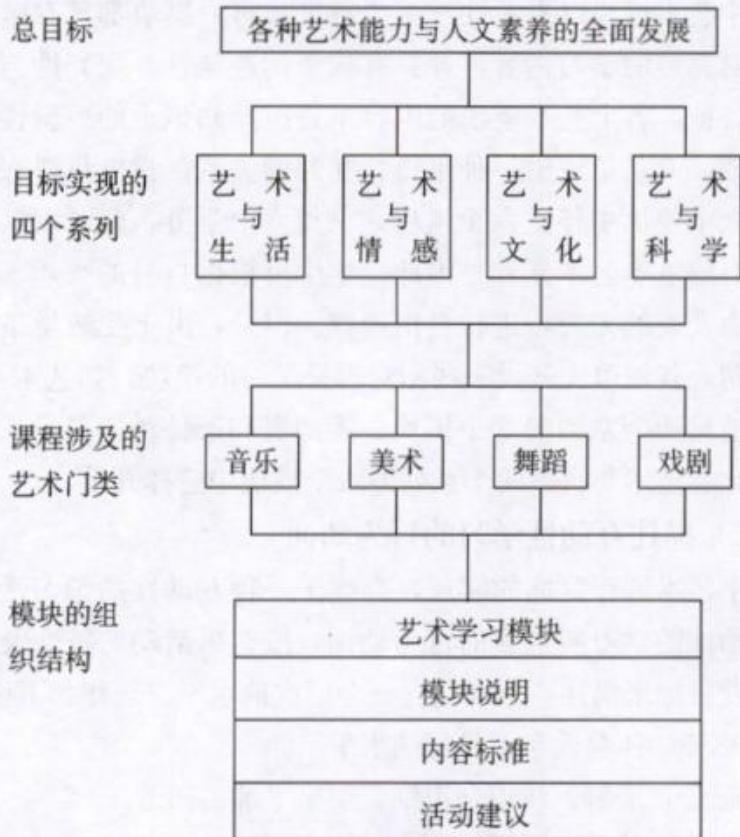 总目标
各种艺术能力与人文素养的全面发展
目标实现的
四个系列
艺术
与
生活
艺术
与
情感
艺术
与
文化
艺术
与
科学
课程涉及的
艺术门类
音乐
美术
舞蹈
戏剧
模块的组
织结构
艺术学习模块
模块说明
内容标准
活动建议